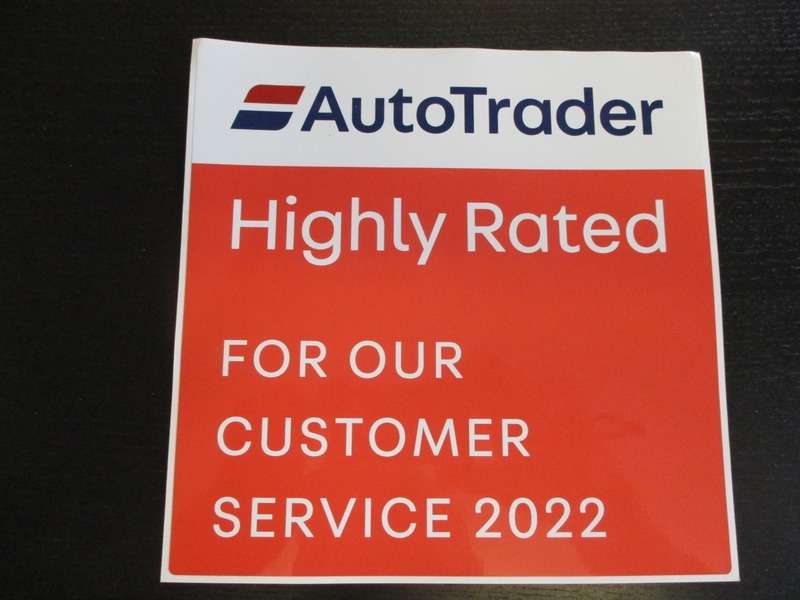 AutoTrader
Highly Rated
FOR OUR
CUSTOMER
SERVICE 2022